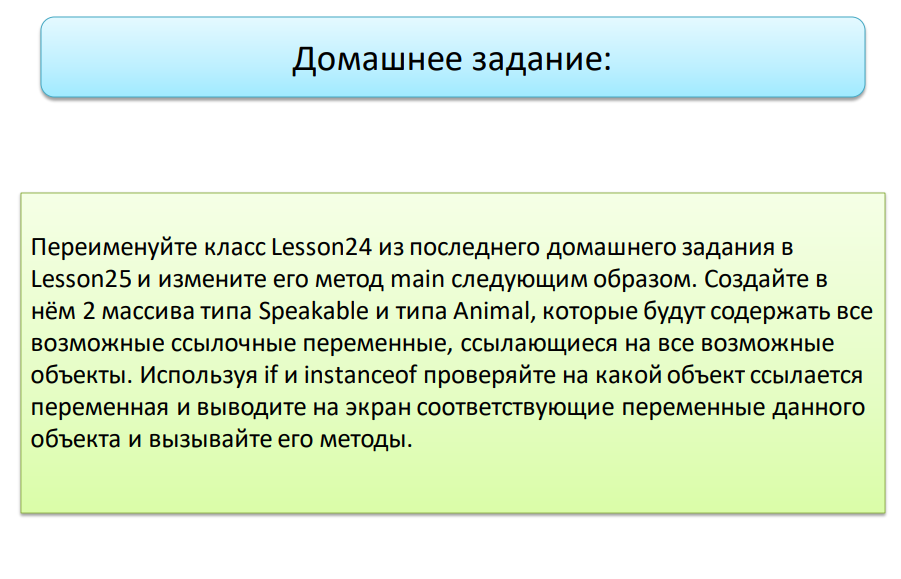 Домашнее задание:
Переименуйте класс Lesson24 из последнего домашнего задания в
Lesson25 и измените его метод main следующим образом. Создайте в
нём 2 массива типа Speakable и типа Animal, которые будут содержать все
возможные ссылочные переменные, ссылающиеся на все возможные
объекты. Используя if и instanceof проверяйте на какой объект ссылается
переменная и выводите на экран соответствующие переменные данного
объекта и вызывайте его методы.